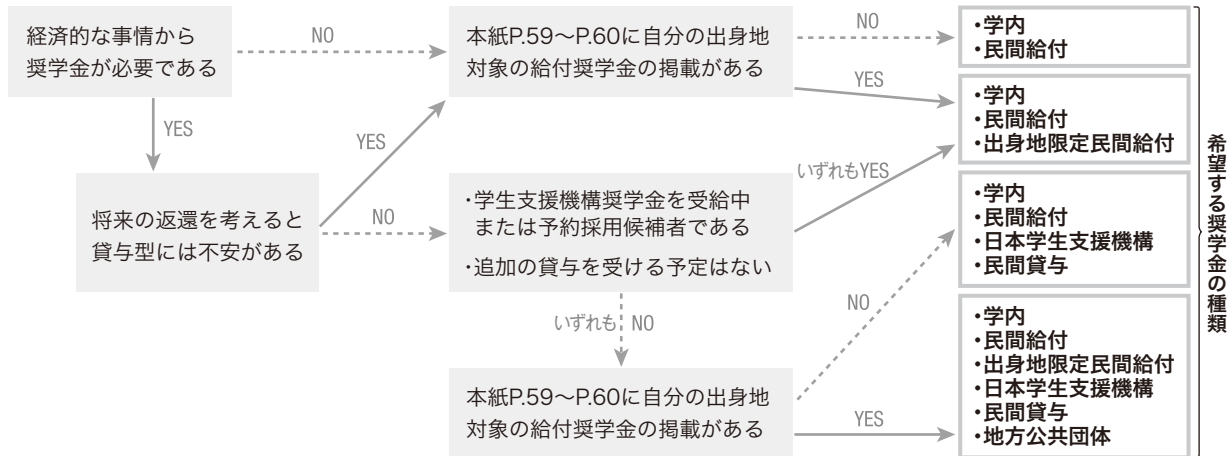 経済的な事情から
奨学金が必要である
NO
YES
将来の返還を考えると
貸与型には不安がある
YES
NO
本紙P.59〜P.60に自分の出身地
対象の給付奨学金の掲載がある
NO
YES
・学生支援機構奨学金を受給中
または予約採用候補者である
・追加の貸与を受ける予定はない
いずれもYES
いずれも NO
本紙P.59〜P.60に自分の出身地
対象の給付奨学金の掲載がある
NO
YES
・学内
・民間給付
・学内
・民間給付
・出身地限定民間給付
・学内
・民間給付
・日本学生支援機構
・民間貸与
・学内
・民間給付
・出身地限定民間給付
・日本学生支援機構
・民間貸与
・地方公共団体
希望する奨学金の種類